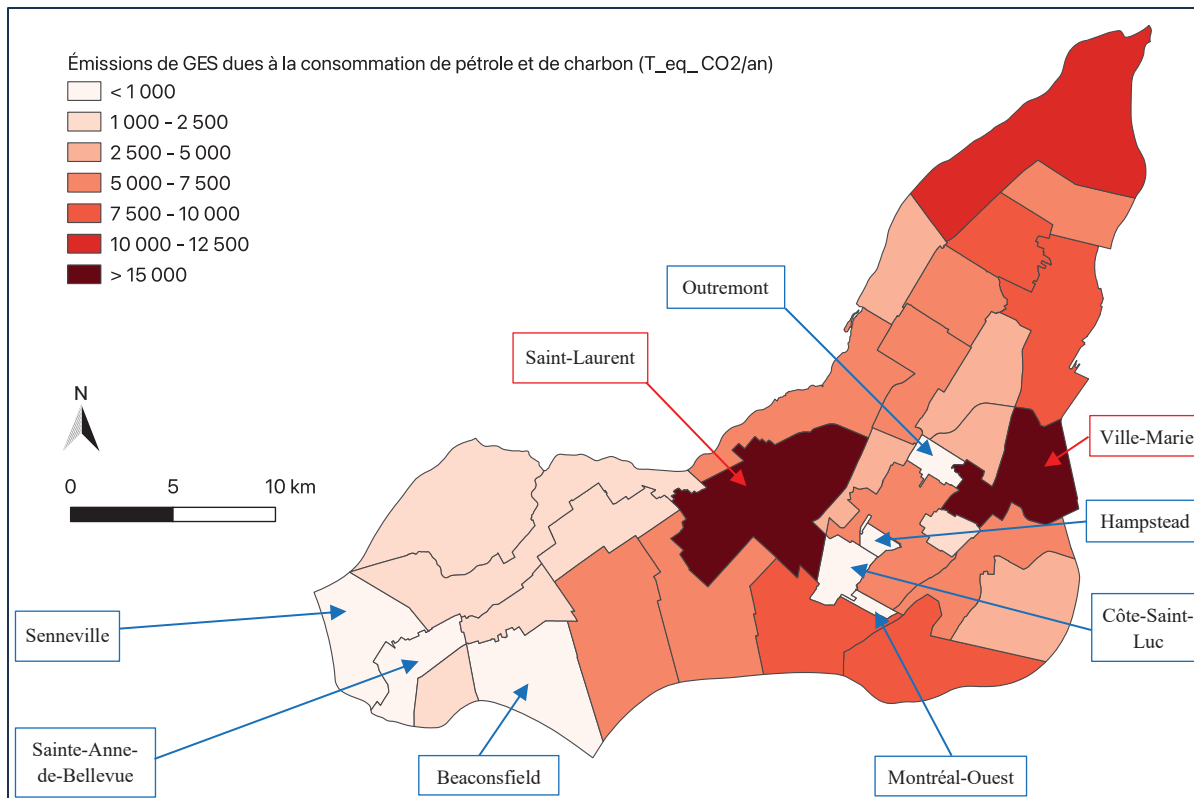 Émissions de GES dues à la consommation de pétrole et de charbon (T_eq_CO2/an)
< 1 000
1 000 - 2 500
2 500 - 5 000
5 000 - 7 500
7 500 - 10 000
10 000 - 12 500
> 15 000
Outremont
Saint-Laurent
N
Ville-Marie
0 5 10 km
Hampstead
Senneville
Côte-Saint-
Luc
Sainte-Anne-
de-Bellevue
Beaconsfield
Montréal-Ouest